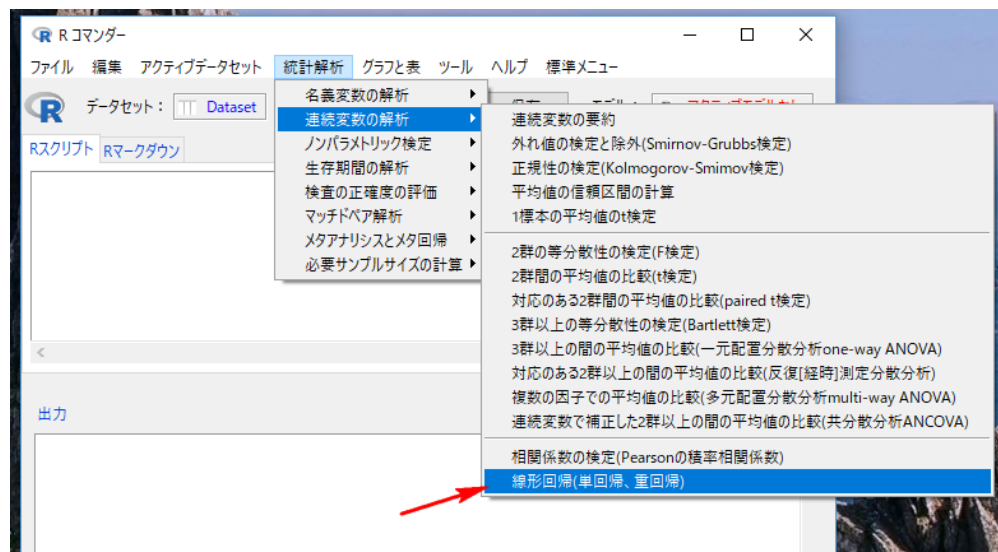 R コマンダー
ファイル 編集 アクティブデータセット 統計解析 グラフと表 ツール ヘルプ 標準メニュー
データセット： Dataset
Rスクリプト Rマークダウン
名義変数の解析
連続変数の解析
ノンパラメトリック検定
生存期間の解析
検査の正確度の評価
マッチドペア解析
メタアナリシスとメタ回帰
必要サンプルサイズの計算
連続変数の要約
外れ値の検定と除外(Smirnov-Grubbs検定)
正規性の検定(Kolmogorov-Smirnov検定)
平均値の信頼区間の計算
1標本の平均値のt検定
2群の等分散性の検定(F検定)
2群間の平均値の比較(t検定)
対応のある2群間の平均値の比較(paired t検定)
3群以上の等分散性の検定(Bartlett検定)
3群以上の間の平均値の比較(一元配置分散分析one-way ANOVA)
対応のある2群以上の間の平均値の比較(反復[経時]測定分散分析)
複数の因子での平均値の比較(多元配置分散分析multi-way ANOVA)
連続変数で補正した2群以上の間の平均値の比較(共分散分析ANCOVA)
相関係数の検定(Pearsonの積率相関係数)
線形回帰(単回帰、重回帰)
出力